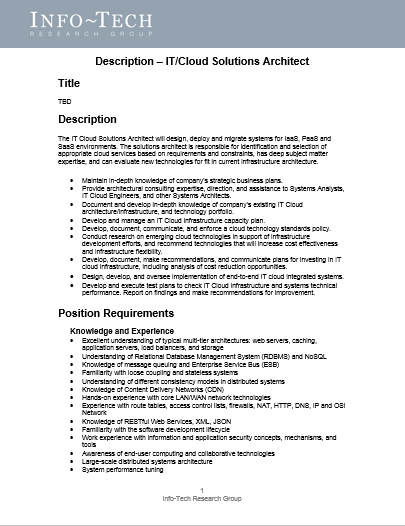 INFO~TECH
RESEARCH GROUP
Description – IT/Cloud Solutions Architect
Title
TBD
Description
The IT Cloud Solutions Architect will design, deploy and migrate systems for IaaS, PaaS and
SaaS environments. The solutions architect is responsible for identification and selection of
appropriate cloud services based on requirements and constraints, has deep subject matter
expertise, and can evaluate new technologies for fit in current infrastructure architecture.
• Maintain in-depth knowledge of company's strategic business plans.
• Provide architectural consulting expertise, direction, and assistance to Systems Analysts,
IT Cloud Engineers, and other Systems Architects.
• Document and develop in-depth knowledge of company's existing IT Cloud
architecture/infrastructure, and technology portfolio.
• Develop and manage an IT Cloud infrastructure capacity plan.
• Develop, document, communicate, and enforce a cloud technology standards policy.
• Conduct research on emerging cloud technologies in support of infrastructure
development efforts, and recommend technologies that will increase cost effectiveness
and infrastructure flexibility.
• Develop, document, make recommendations, and communicate plans for investing in IT
cloud infrastructure, including analysis of cost reduction opportunities.
• Design, develop, and oversee implementation of end-to-end IT cloud integrated systems.
• Develop and execute test plans to check IT Cloud infrastructure and systems technical
performance. Report on findings and make recommendations for improvement.
Position Requirements
Knowledge and Experience
• Excellent understanding of typical multi-tier architectures: web servers, caching,
application servers, load balancers, and storage
• Understanding of Relational Database Management System (RDBMS) and NoSQL
• Knowledge of message queuing and Enterprise Service Bus (ESB)
• Familiarity with loose coupling and stateless systems
• Understanding of different consistency models in distributed systems
• Knowledge of Content Delivery Networks (CDN)
• Hands-on experience with core LAN/WAN network technologies
• Experience with route tables, access control lists, firewalls, NAT, HTTP, DNS, IP and OSI
Network
• Knowledge of RESTful Web Services, XML, JSON
• Familiarity with the software development lifecycle
• Work experience with information and application security concepts, mechanisms, and
tools
• Awareness of end-user computing and collaborative technologies
• Large-scale distributed systems architecture
• System performance tuning
1
Info-Tech Research Group